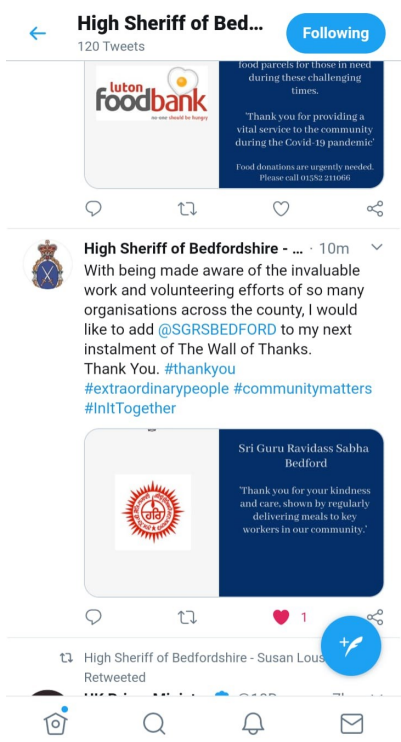 High Sheriff of Bed...
120 Tweets
Following
luton
foodbank
no one should be hungry
food parcels for those in need
during these challenging
times.
'Thank you for providing a
vital service to the community
during the Covid-19 pandemic'
Food donations are urgently needed.
Please call 01582 211066
High Sheriff of Bedfordshire - ... · 10m
With being made aware of the invaluable
work and volunteering efforts of so many
organisations across the county, I would
like to add @SGRSBEDFORD to my next
instalment of The Wall of Thanks.
Thank You. #thankyou
#extraordinarypeople #communitymatters
#InItTogether
Sri Guru Ravidass Sabha
Bedford
'Thank you for your kindness
and care, shown by regularly
delivering meals to key
workers in our community.'
1
High Sheriff of Bedfordshire - Susan Lous
Retweeted